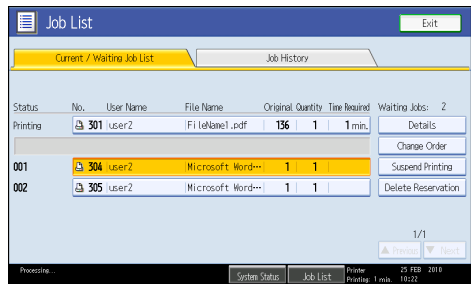 Job List
Exit
Current / Waiting Job List
Job History
Status No. User Name File Name Original Quantity Time Required Waiting Jobs: 2
Printing 301 user2 FileName1.pdf 136 1 1 min. Details
Change Order
001 304 user2 Microsoft Word··· 1 1 Suspend Printing
002 305 user2 Microsoft Word··· 1 1 Delete Reservation
1/1
▲ Previous ▼ Next
Processing... System Status Job List Printer 25 FEB 2010
Printing: 1 min. 10:22